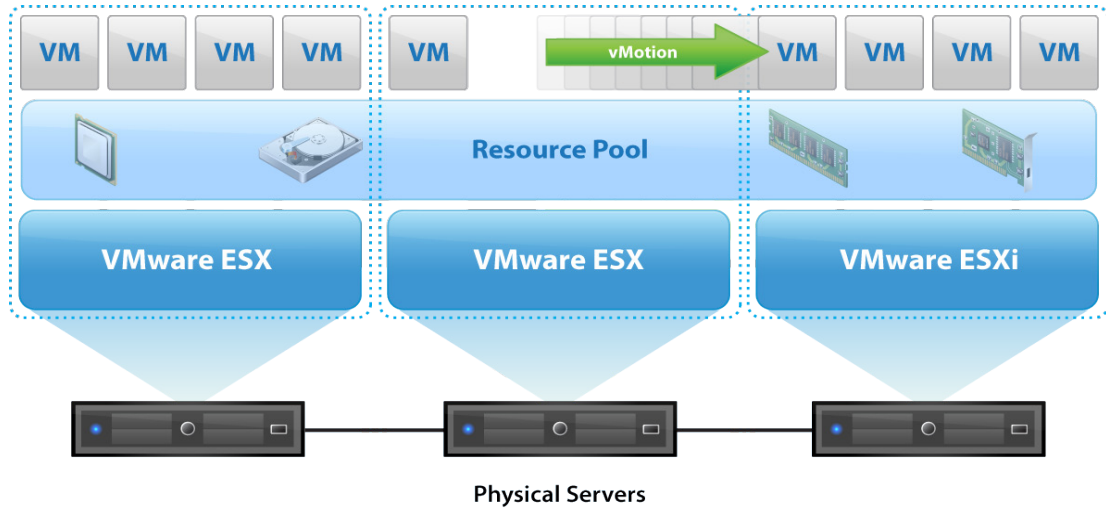 VM VM VM VM VM vMotion VM VM VM VM
Resource Pool
VMware ESX VMware ESX VMware ESXi
Physical Servers